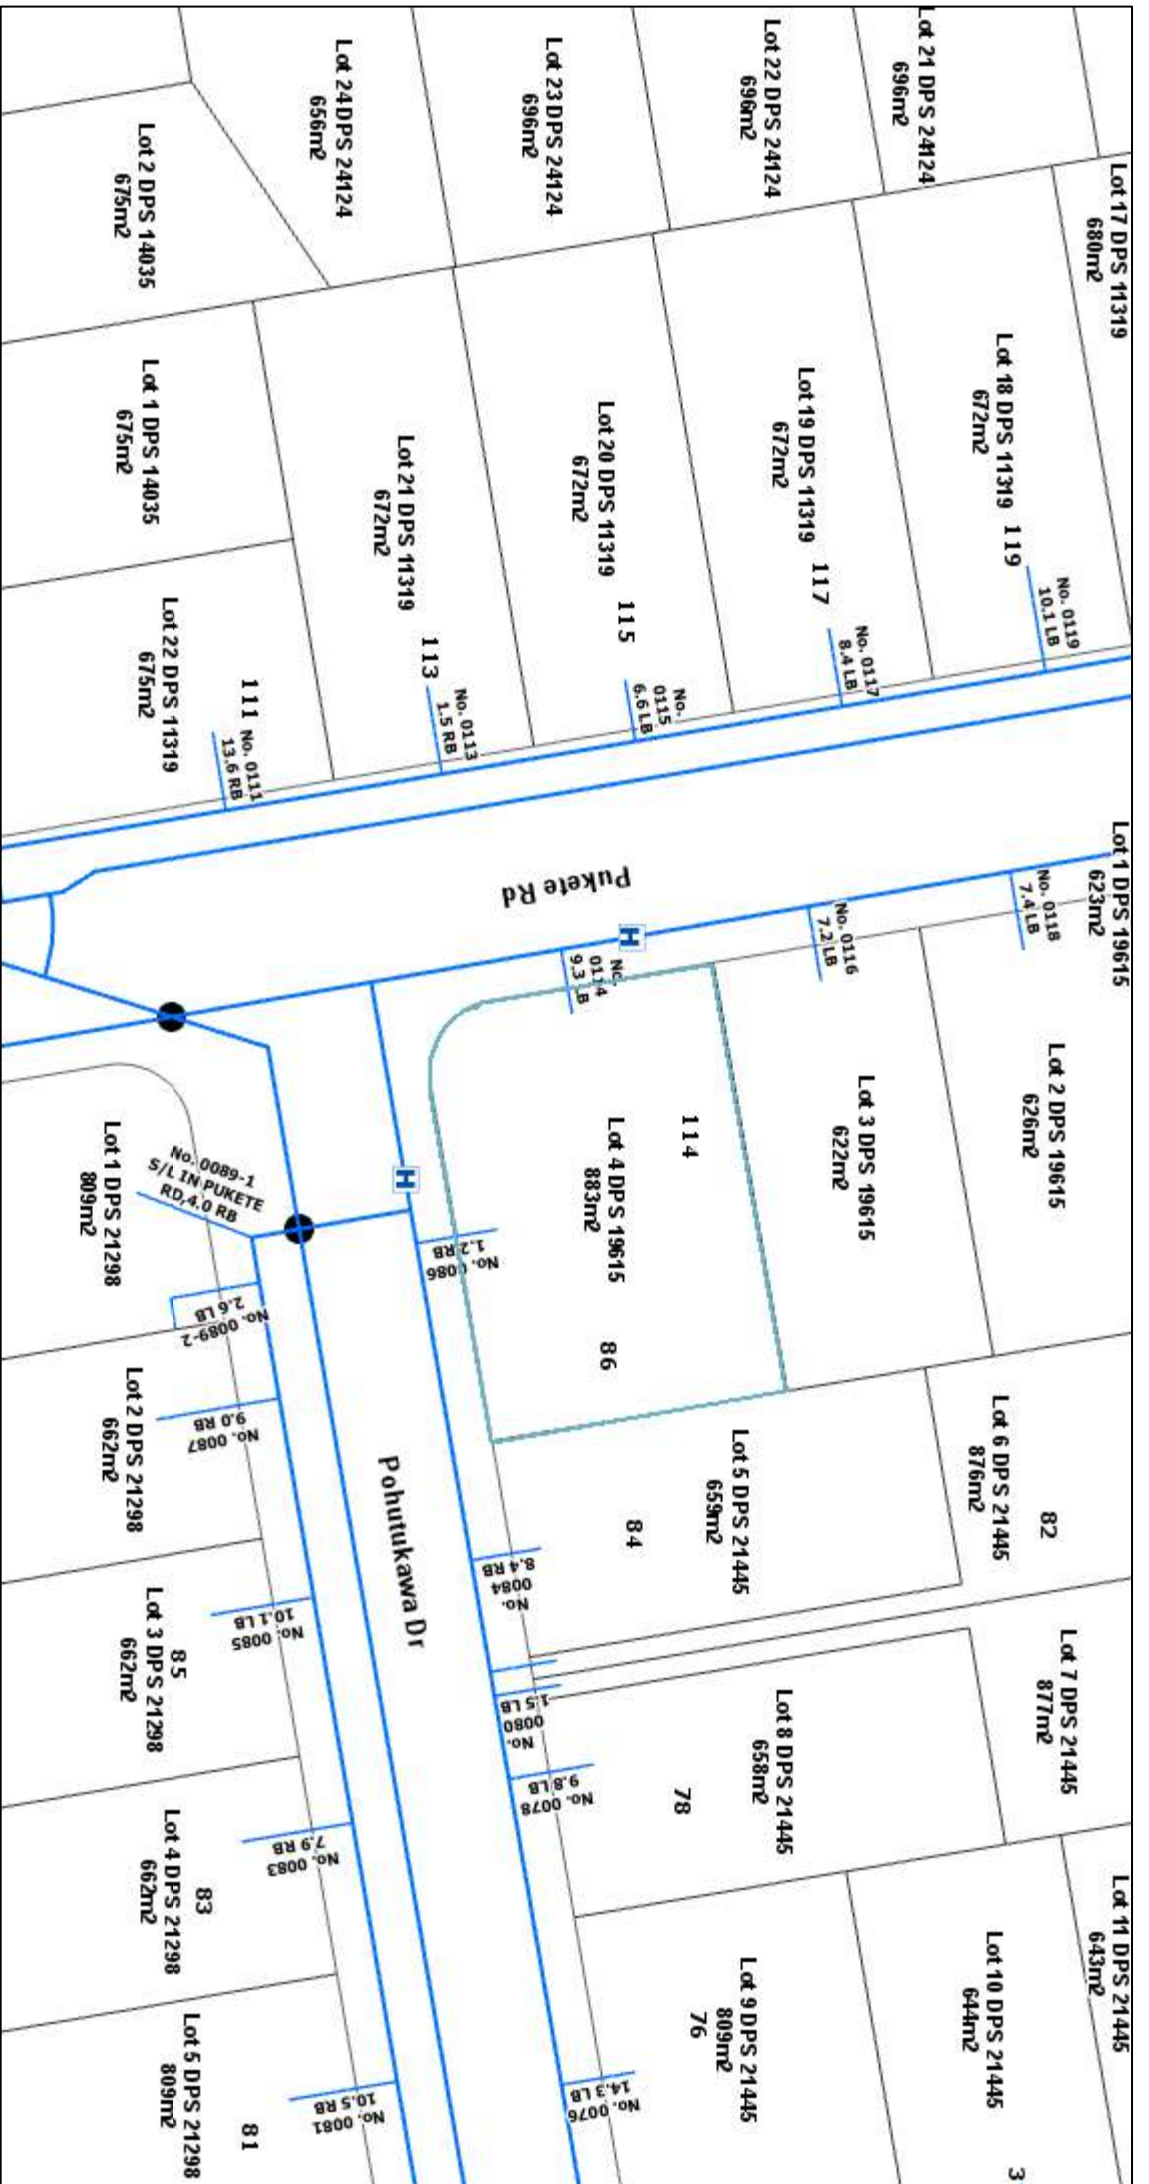 Lot 21 DPS 24124
696m2
Lot 22 DPS 24124
696m2
Lot 23 DPS 24124
696m2
Lot 24 DPS 24124
656m2
Lot 2 DPS 14035
675m2
Lot 17 DPS 11319
680m2
Lot 18 DPS 11319
672m2
119
No. 0119
10.1 LB
Lot 19 DPS 11319
672m2
117
No. 0117
8.4 LB
Lot 20 DPS 11319
672m2
115
No.
0115
6.6 LB
Lot 21 DPS 11319
672m2
113
No. 0113
1.5 RB
Lot 1 DPS 14035
675m2
Lot 22 DPS 11319
675m2
111
No. 0111
13.6 RB
Pukete Rd
Lot 1 DPS 19615
623m2
No. 0118
7.4 LB
No. 0116
7.2 LB
No.
0114
9.3 LB
H
Lot 2 DPS 19615
626m2
Lot 3 DPS 19615
622m2
114
Lot 4 DPS 19615
883m2
86
H
No. 0086
1.2 RB
No. 0089-1
S/L IN PUKETE
RD,4.0 RB
Lot 1 DPS 21298
809m2
No. 0089-2
2.6 LB
Lot 2 DPS 21298
662m2
No. 0087
9.0 RB
Pohutukawa Dr
Lot 6 DPS 21445
876m2
82
Lot 5 DPS 21445
659m2
84
No.
0084
8.4 RB
85
Lot 3 DPS 21298
662m2
No. 0085
10.1 LB
Lot 7 DPS 21445
877m2
Lot 8 DPS 21445
658m2
78
No.
0080
1.5 LB
No. 0078
9.8 LB
83
Lot 4 DPS 21298
662m2
No. 0083
7.9 RB
Lot 11 DPS 21445
643m2
Lot 10 DPS 21445
644m2
3
Lot 9 DPS 21445
809m2
76
No. 0076
14.3 LB
No. 0081
10.5 RB
81
Lot 5 DPS 21298
809m2